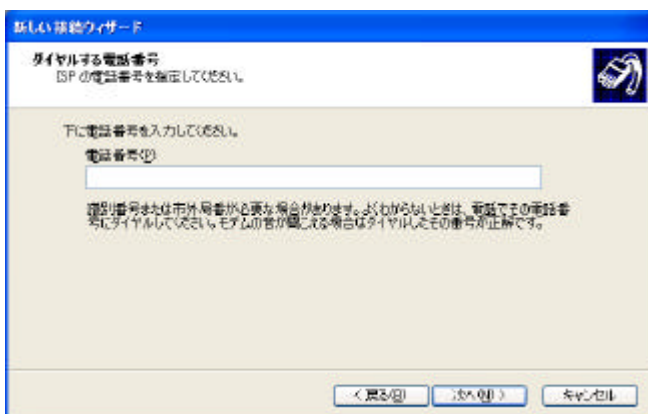 新しい接続ウィザード
ダイヤルする電話番号
ISP の電話番号を指定してください。
下に電話番号を入力してください。
電話番号(P)
識別番号または市外局番が必要な場合があります。よくわからないときは、電話でその電話番
号にダイヤルしてください。モデムの音が聞こえる場合はダイヤルしたその番号が正解です。
< 戻る(B)
次へ(N) >
キャンセル